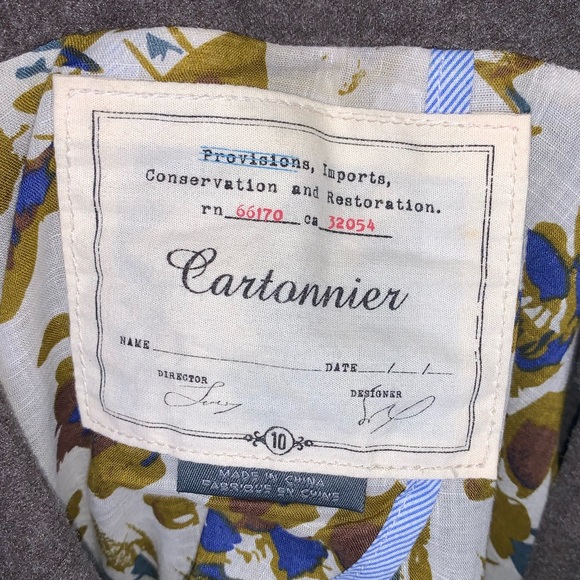 Provisions, Imports,
Conservation and Restoration.
rn 66170 ca 32054
Cartonnier
NAME DATE / /
DIRECTOR DESIGNER
10
MADE IN CHINA
FABRIQUÉ EN CHINE